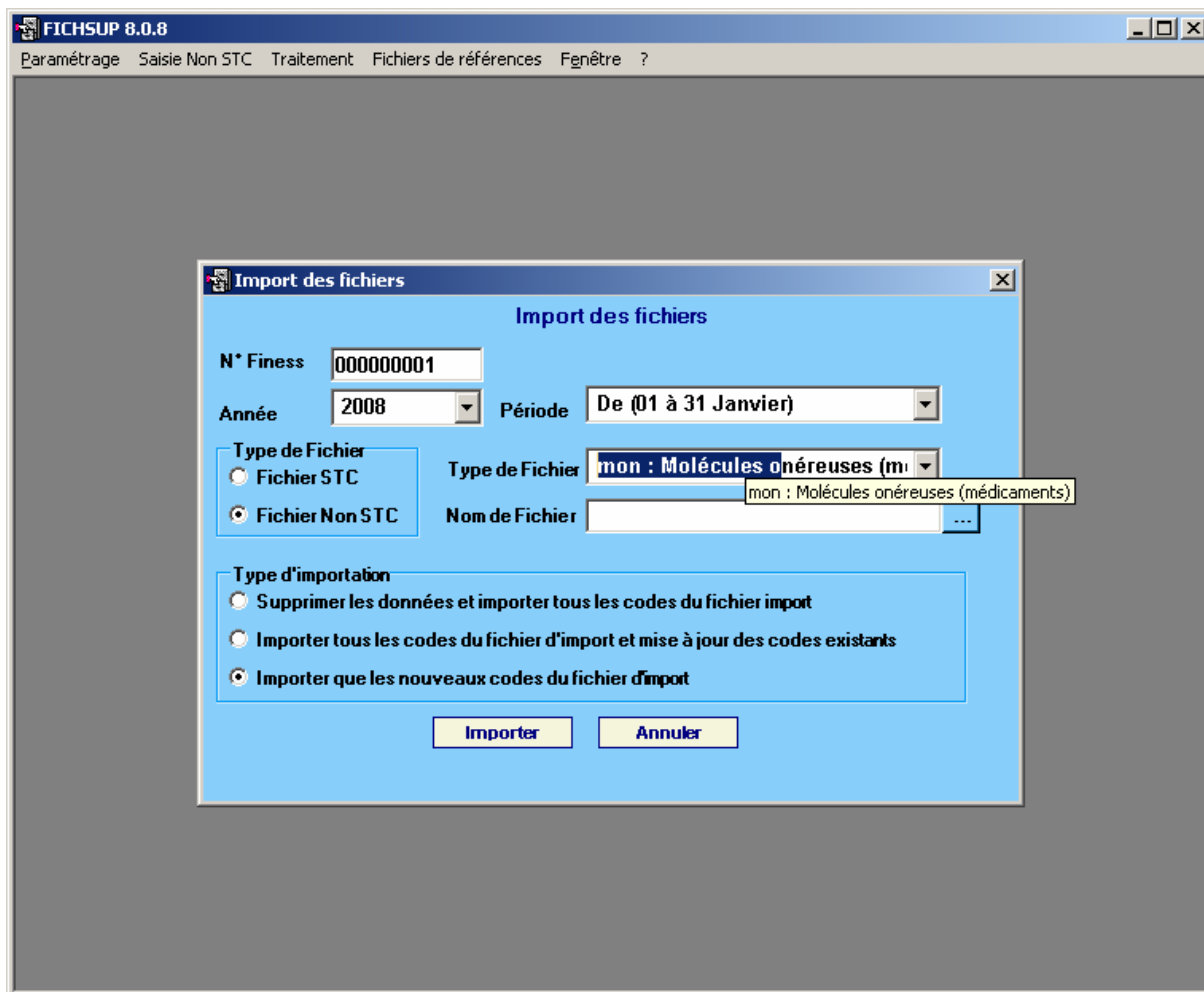 FICHSUP 8.0.8
Paramétrage Saisie Non STC Traitement Fichiers de références Fenêtre ?
Import des fichiers
Import des fichiers
N° Finess 000000001
Année 2008 Période De (01 à 31 Janvier)
Type de Fichier
Fichier STC
Type de Fichier mon : Molécules onéreuses (m
mon : Molécules onéreuses (médicaments)
Fichier Non STC
Nom de Fichier ...
Type d'importation
Supprimer les données et importer tous les codes du fichier import
Importer tous les codes du fichier d'import et mise à jour des codes existants
Importer que les nouveaux codes du fichier d'import
Importer Annuler